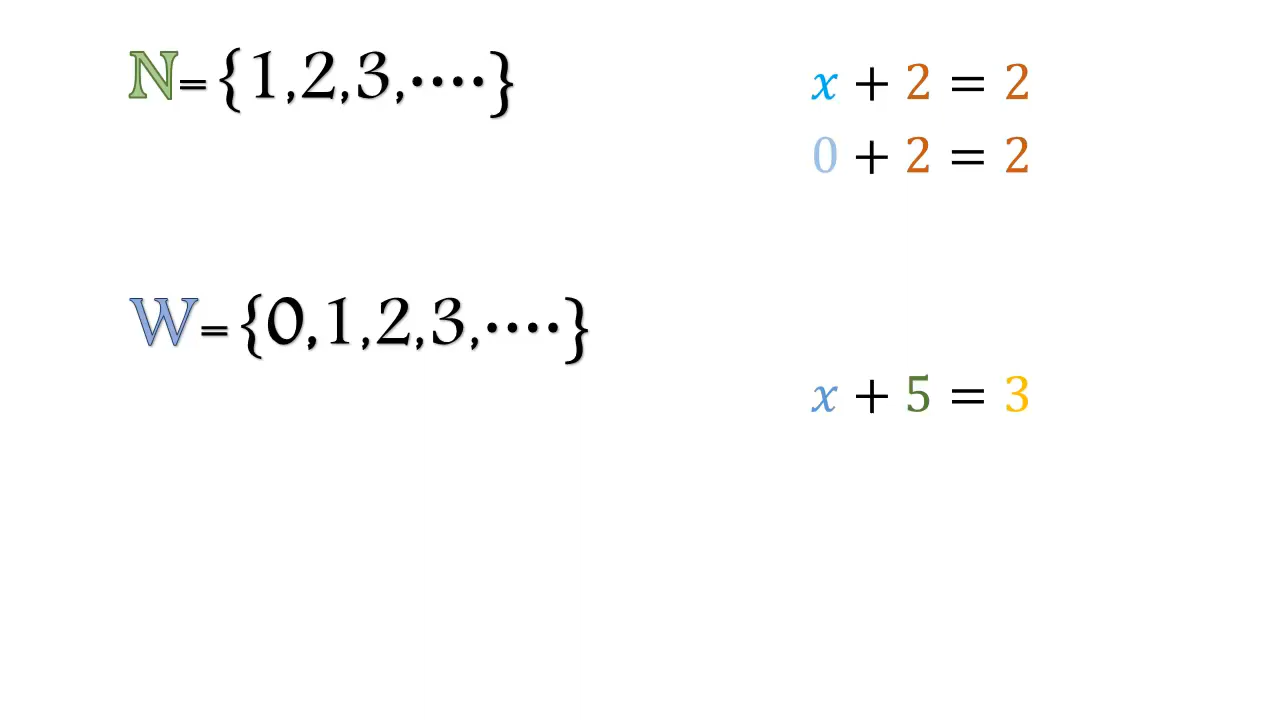 N= {1,2,3,····}
x + 2 = 2
0 + 2 = 2
W= {0,1,2,3,····}
x + 5 = 3